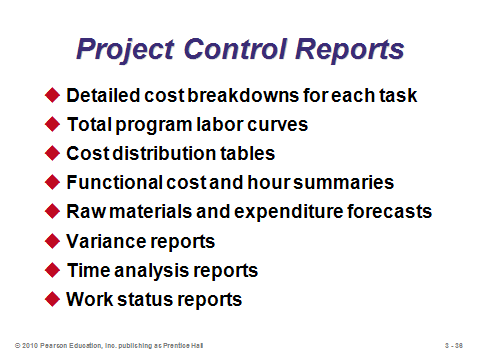 Project Control Reports
Detailed cost breakdowns for each task
Total program labor curves
Cost distribution tables
Functional cost and hour summaries
Raw materials and expenditure forecasts
Variance reports
Time analysis reports
Work status reports
© 2010 Pearson Education, Inc. publishing as Prentice Hall
3 - 36